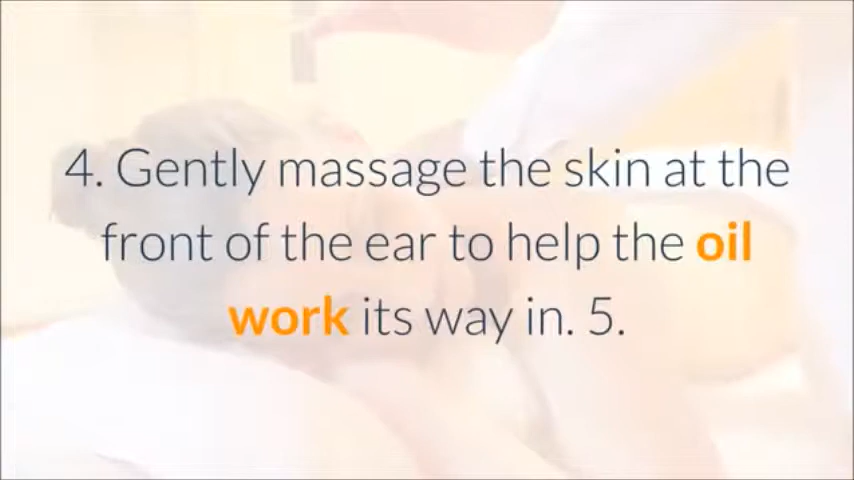 4. Gently massage the skin at the
front of the ear to help the oil
work its way in. 5.